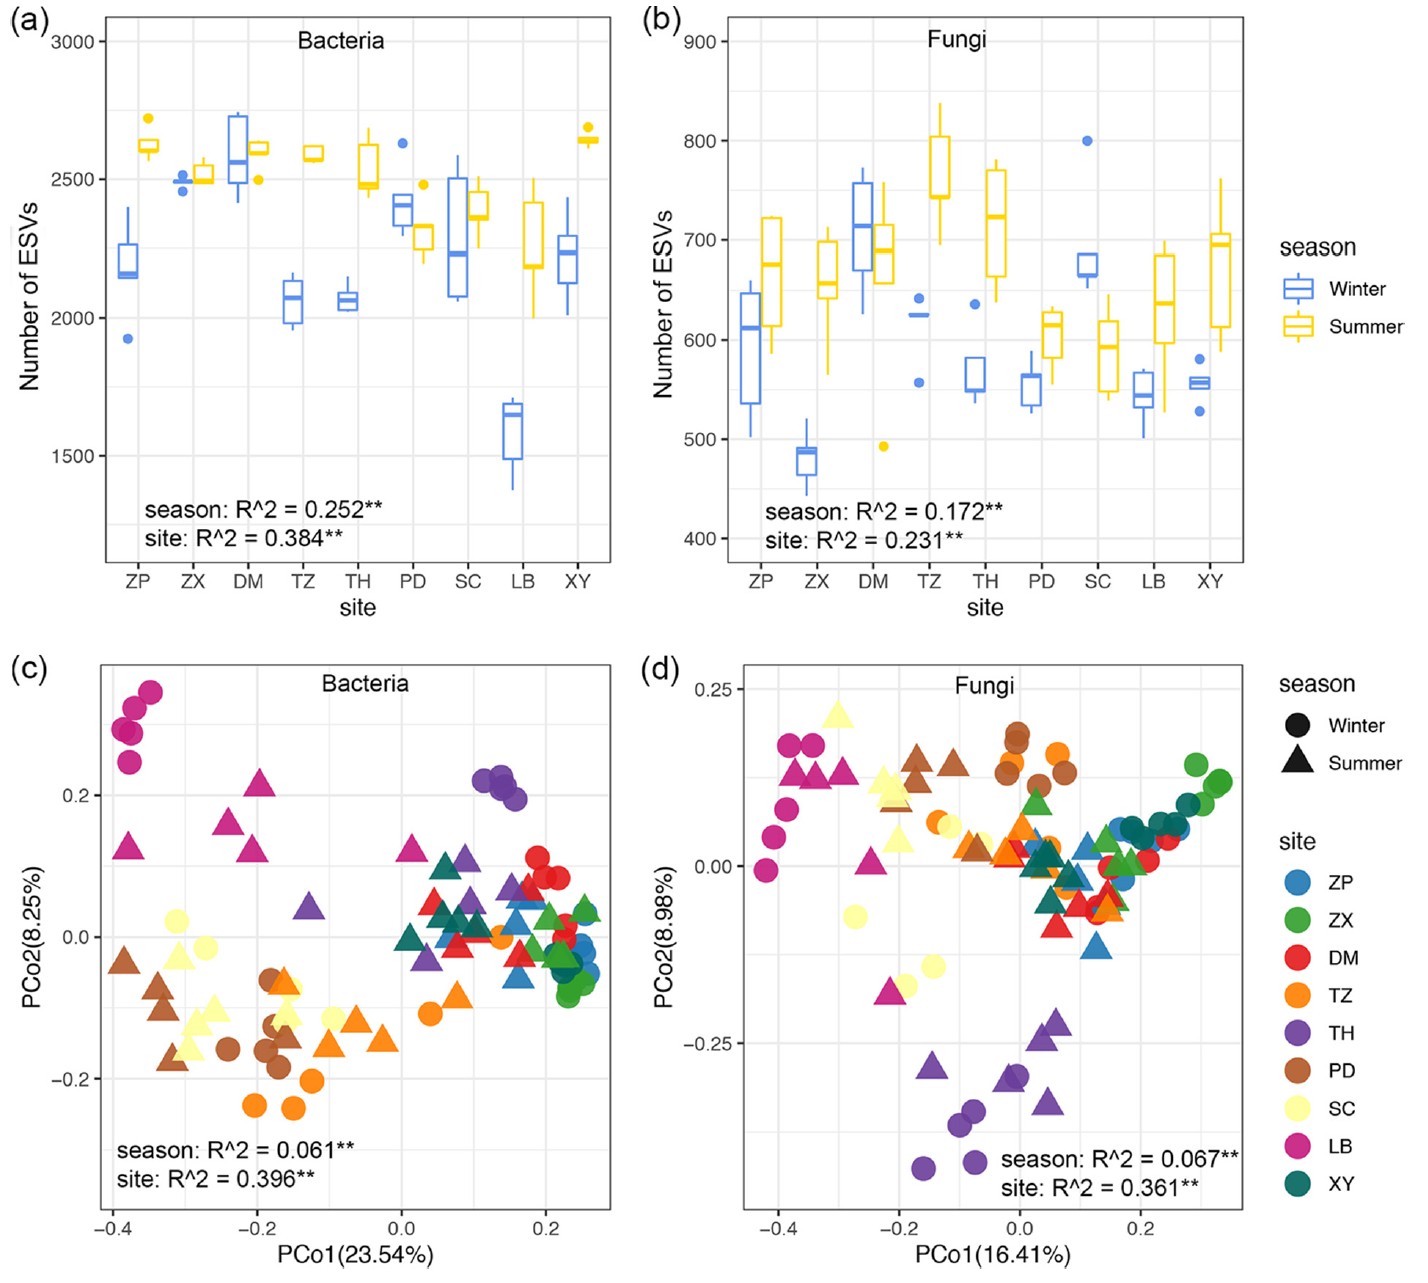 (a)
Bacteria
3000
2500
2000
1500
Number of ESVs
season: R^2 = 0.252**
site: R^2 = 0.384**
ZP ZX DM TZ TH PD SC LB XY
site
(b)
Fungi
900
800
700
600
500
400
Number of ESVs
season: R^2 = 0.172**
site: R^2 = 0.231**
ZP ZX DM TZ TH PD SC LB XY
site
season
Winter
Summer
(c)
Bacteria
0.2
0.0
−0.2
PCo2(8.25%)
season: R^2 = 0.061**
site: R^2 = 0.396**
−0.4 −0.2 0.0 0.2
PCo1(23.54%)
(d)
Fungi
0.25
0.00
−0.25
PCo2(8.98%)
season: R^2 = 0.067**
site: R^2 = 0.361**
−0.4 −0.2 0.0 0.2
PCo1(16.41%)
season
Winter
Summer
site
ZP
ZX
DM
TZ
TH
PD
SC
LB
XY